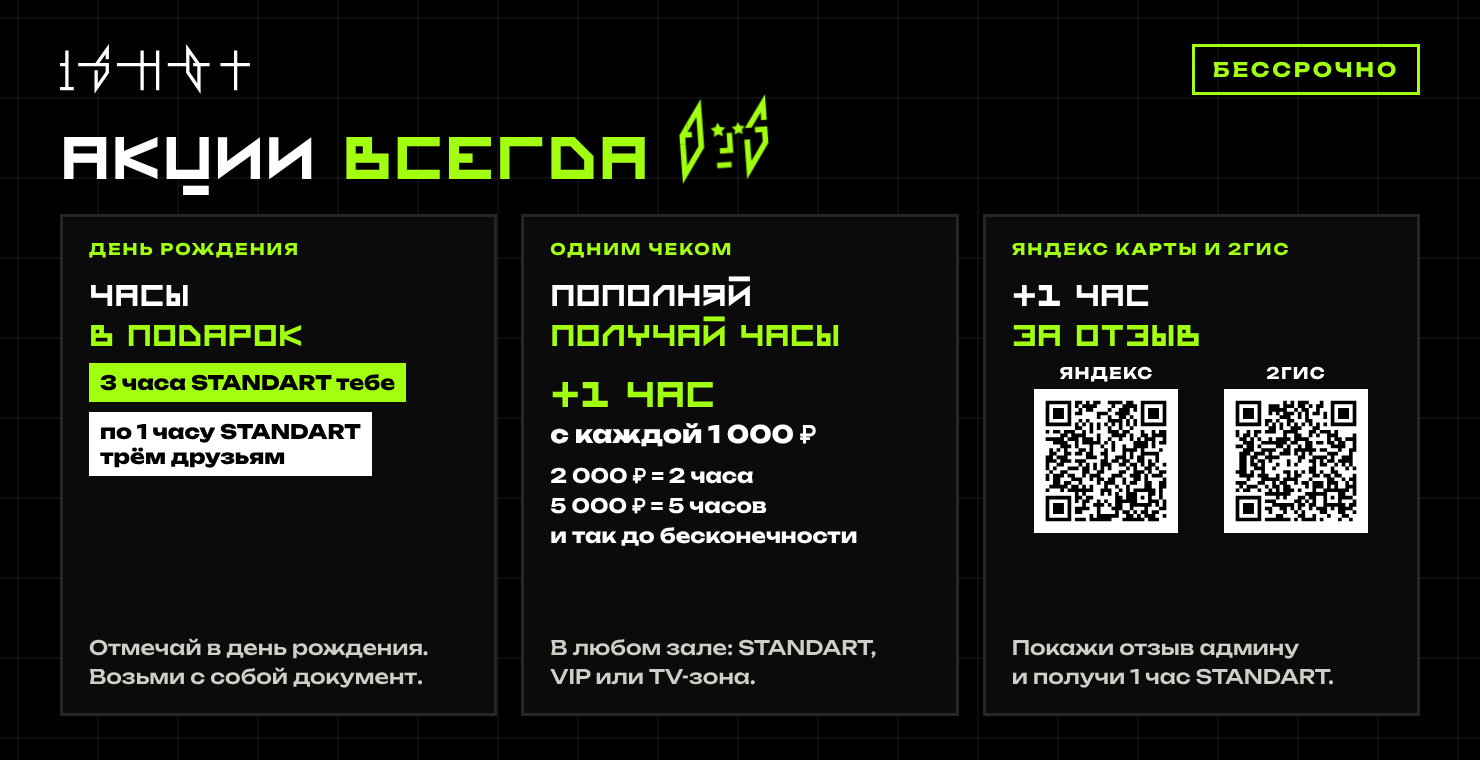 1SHOT
БЕССРОЧНО
АКЦИИ ВСЕГДА
ДЕНЬ РОЖДЕНИЯ
ЧАСЫ
В ПОДАРОК
3 часа STANDART тебе
по 1 часу STANDART
трём друзьям
Отмечай в день рождения.
Возьми с собой документ.
ОДНИМ ЧЕКОМ
ПОПОЛНЯЙ
ПОЛУЧАЙ ЧАСЫ
+1 ЧАС
с каждой 1 000 ₽
2 000 ₽ = 2 часа
5 000 ₽ = 5 часов
и так до бесконечности
В любом зале: STANDART,
VIP или TV-зона.
ЯНДЕКС КАРТЫ И 2ГИС
+1 ЧАС
ЗА ОТЗЫВ
ЯНДЕКС
2ГИС
Покажи отзыв админу
и получи 1 час STANDART.